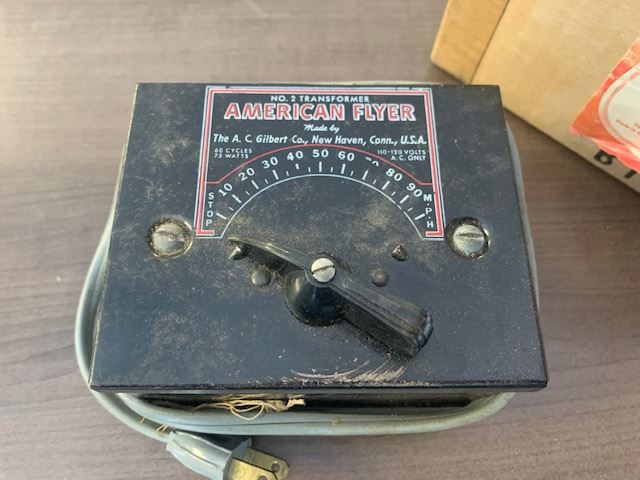 NO. 2 TRANSFORMER
AMERICAN FLYER
Made by
The A. C. Gilbert Co., New Haven, Conn., U.S.A.
60 CYCLES
75 WATTS
110-120 VOLTS
A.C. ONLY
STOP
10 20 30 40 50 60 70 80 90
M·P·H